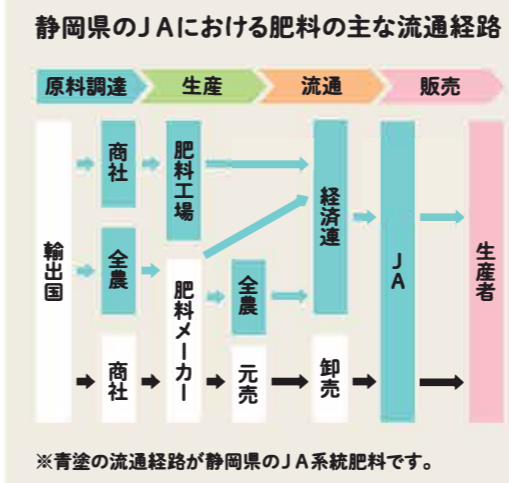 静岡県のJAにおける肥料の主な流通経路
原料調達
生産
流通
販売
輸出国
商社
肥料工場
全農
肥料メーカー
商社
全農
元売
経済連
卸売
JA
生産者
※青塗の流通経路が静岡県のJA系統肥料です。